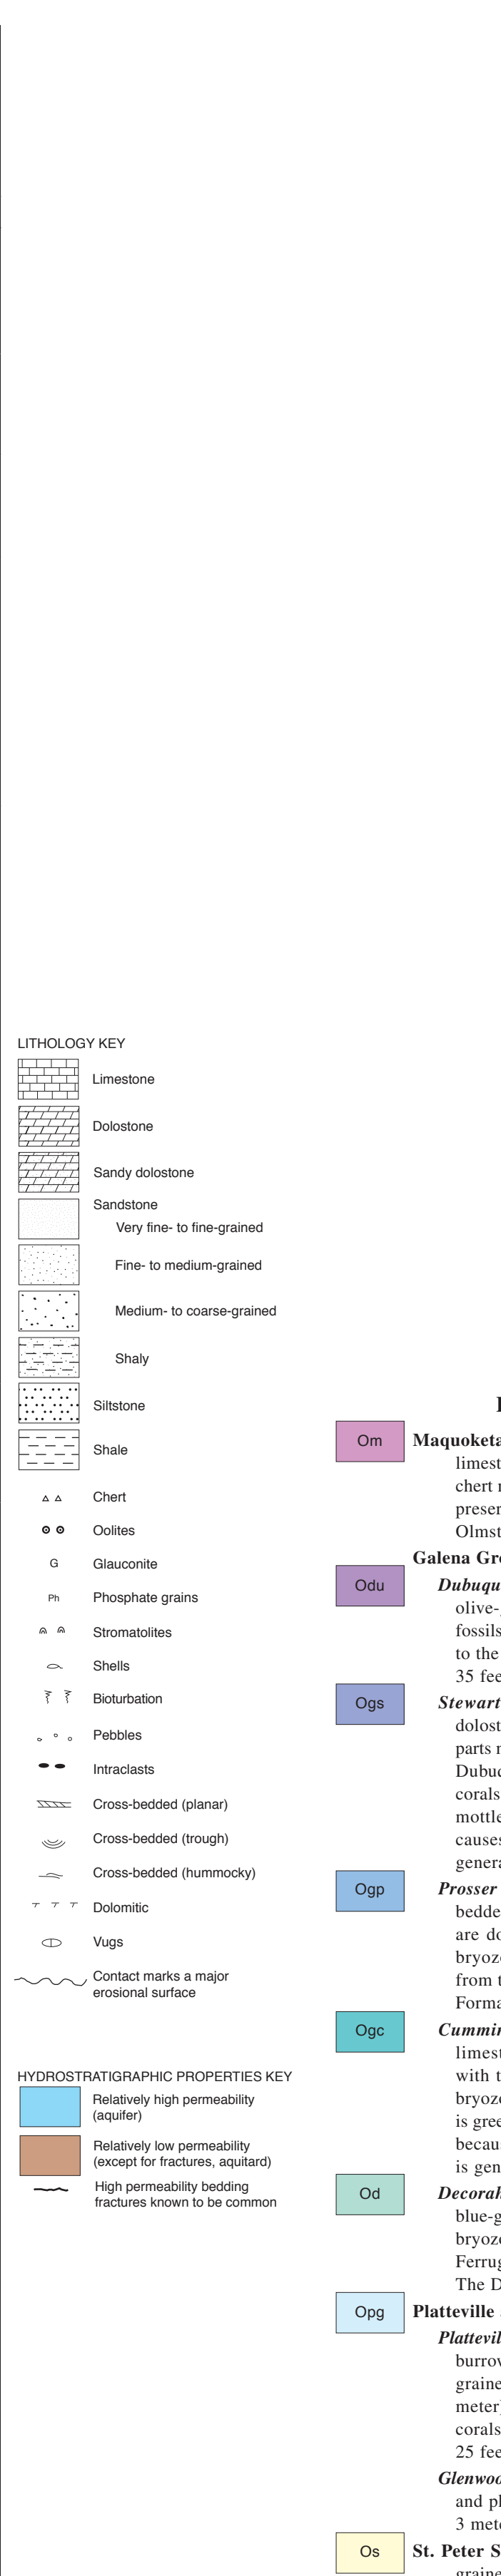 LITHOLOGY KEY
Limestone
Dolostone
Sandy dolostone
Sandstone
Very fine- to fine-grained
Fine- to medium-grained
Medium- to coarse-grained
Shaly
Siltstone
Shale
Chert
Oolites
G Glauconite
Ph Phosphate grains
Stromatolites
Shells
Bioturbation
Pebbles
Intraclasts
Cross-bedded (planar)
Cross-bedded (trough)
Cross-bedded (hummocky)
Dolomitic
Vugs
Contact marks a major
erosional surface
HYDROSTRATIGRAPHIC PROPERTIES KEY
Relatively high permeability
(aquifer)
Relatively low permeability
(except for fractures, aquitard)
High permeability bedding
fractures known to be common
Om Maquoketa
limest
chert
preser
Olmst
Galena Gr
Odu Dubuqu
olive-
fossils
to the
35 fee
Ogs Stewart
dolost
parts
Dubuq
corals
mottle
causes
genera
Ogp Prosser
bedde
are do
bryozo
from t
Forma
Ogc Cummin
limest
with t
bryozo
is gree
becaus
is gen
Od Decorah
blue-g
bryozo
Ferrug
The D
Opg Platteville
Plattevil
burrow
graine
meter
corals
25 fee
Glenwoo
and ph
3 mete
Os St. Peter S
graine